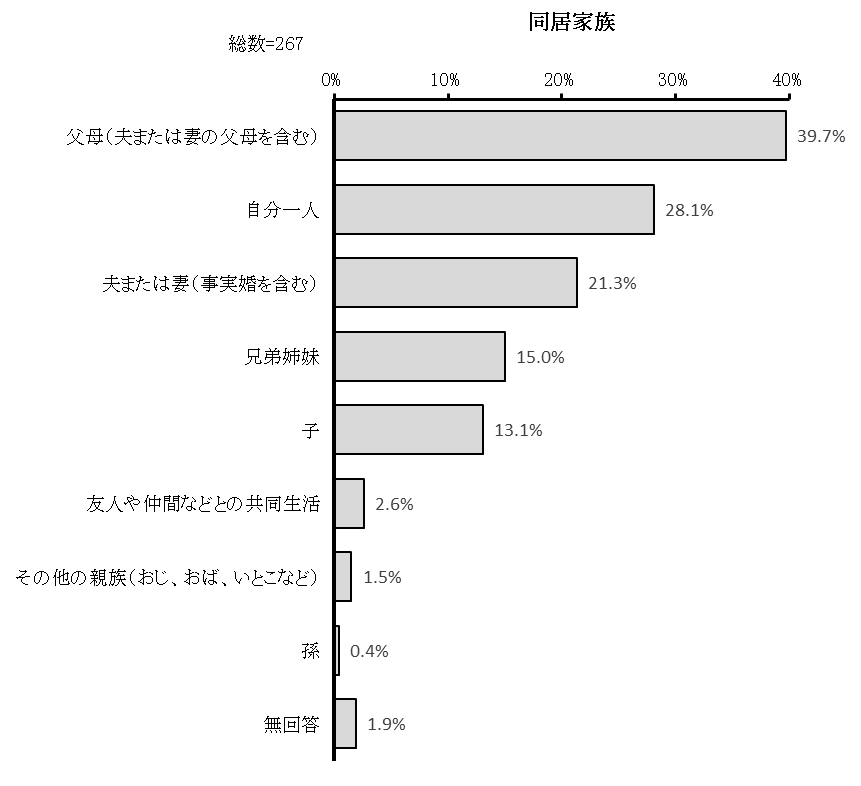 同居家族
総数=267
0% 10% 20% 30% 40%
父母(夫または妻の父母を含む) 39.7%
自分一人 28.1%
夫または妻(事実婚を含む) 21.3%
兄弟姉妹 15.0%
子 13.1%
友人や仲間などとの共同生活 2.6%
その他の親族(おじ、おば、いとこなど) 1.5%
孫 0.4%
無回答 1.9%